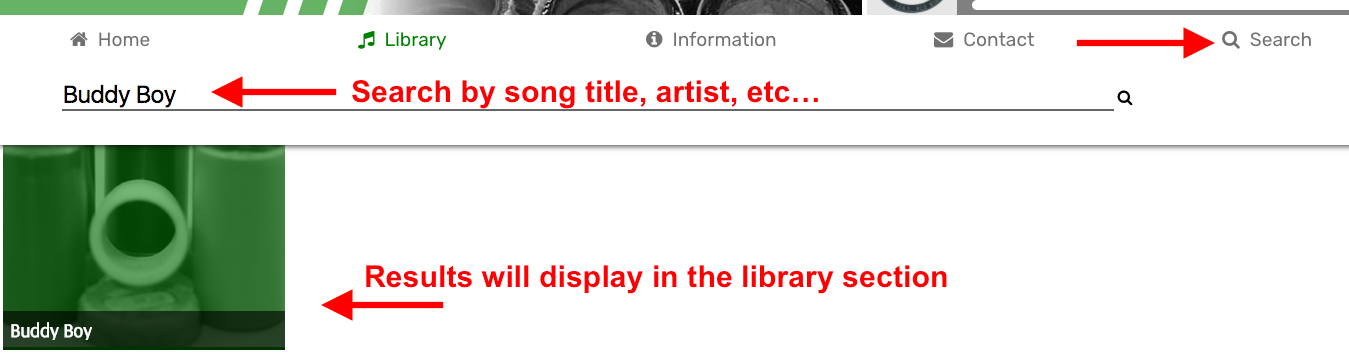 Home Library Information Contact Search
Buddy Boy Search by song title, artist, etc...
Results will display in the library section
Buddy Boy